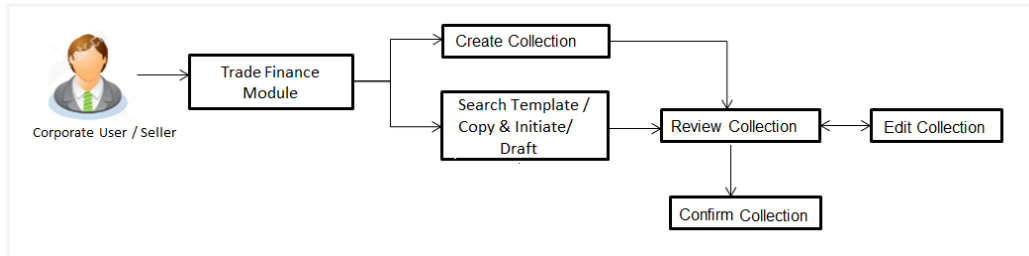 Corporate User / Seller
Trade Finance
Module
Create Collection
Search Template /
Copy & Initiate/
Draft
Review Collection
Edit Collection
Confirm Collection